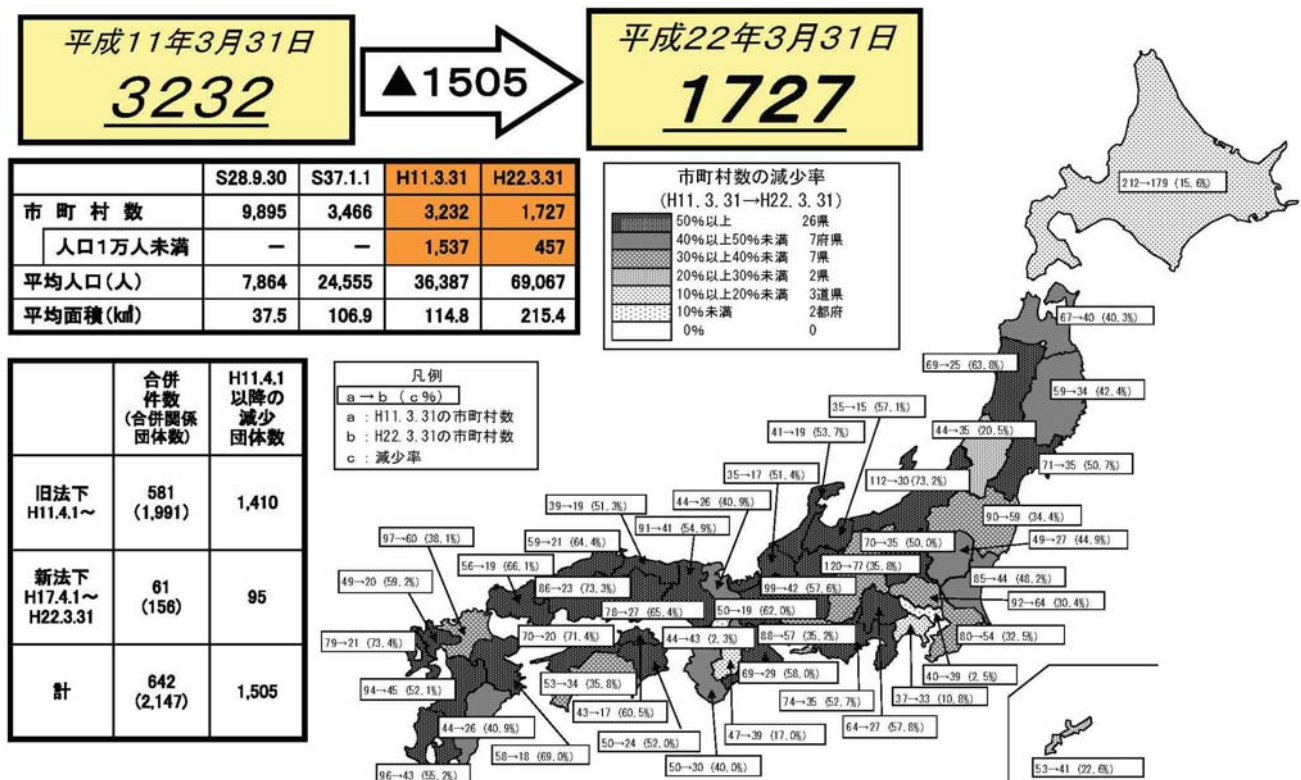 平成11年3月31日
3232
▲1505
平成22年3月31日
1727
S28.9.30 S37.1.1 H11.3.31 H22.3.31
市町村数 9,895 3,466 3,232 1,727
人口1万人未満 － － 1,537 457
平均人口(人) 7,864 24,555 36,387 69,067
平均面積(k㎡) 37.5 106.9 114.8 215.4
市町村数の減少率
(H11.3.31→H22.3.31)
50%以上 26県
40%以上50%未満 7府県
30%以上40%未満 7県
20%以上30%未満 2県
10%以上20%未満 3道県
10%未満 2都府
0% 0
合併
件数
(合併関係
団体数)
H11.4.1
以降の
減少
団体数
旧法下
H11.4.1～
581
(1,991)
1,410
新法下
H17.4.1～
H22.3.31
61
(156)
95
計
642
(2,147)
1,505
凡例
a→b (c%)
a：H11.3.31の市町村数
b：H22.3.31の市町村数
c：減少率
212→179 (15.6%)
67→40 (40.3%)
69→25 (63.8%)
59→34 (42.4%)
35→15 (57.1%)
44→35 (20.5%)
41→19 (53.7%)
71→35 (50.7%)
35→17 (51.4%)
112→30 (73.2%)
39→19 (51.3%)
44→26 (40.9%)
90→59 (34.4%)
91→41 (54.9%)
97→60 (38.1%)
59→21 (64.4%)
70→35 (50.0%)
49→27 (44.9%)
56→19 (66.1%)
120→77 (35.8%)
49→20 (59.2%)
86→23 (73.3%)
99→42 (57.6%)
85→44 (48.2%)
92→64 (30.4%)
78→27 (65.4%)
50→19 (62.0%)
79→21 (73.4%)
70→20 (71.4%)
44→43 (2.3%)
88→57 (35.2%)
80→54 (32.5%)
69→29 (58.0%)
40→39 (2.5%)
94→45 (52.1%)
53→34 (35.8%)
74→35 (52.7%)
37→33 (10.8%)
43→17 (60.5%)
44→26 (40.9%)
64→27 (57.8%)
47→39 (17.0%)
50→24 (52.0%)
58→18 (69.0%)
50→30 (40.0%)
96→43 (55.2%)
53→41 (22.6%)